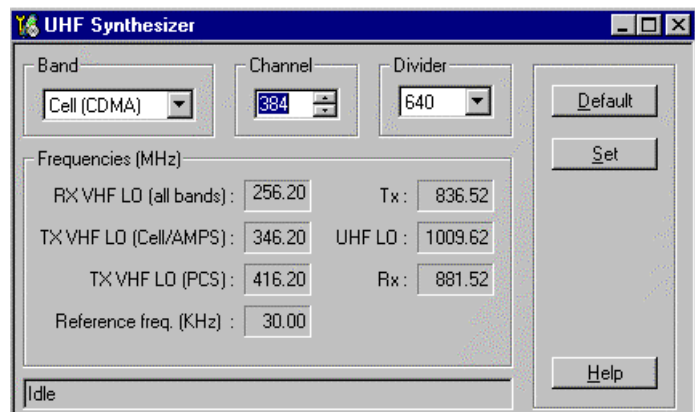 UHF Synthesizer
Band
Channel
Divider
Cell (CDMA)
384
640
Default
Set
Frequencies (MHz)
RX VHF LO (all bands) : 256.20 Tx : 836.52
TX VHF LO (Cell/AMPS) : 346.20 UHF LO : 1009.62
TX VHF LO (PCS) : 416.20 Rx : 881.52
Reference freq. (KHz) : 30.00
Help
Idle